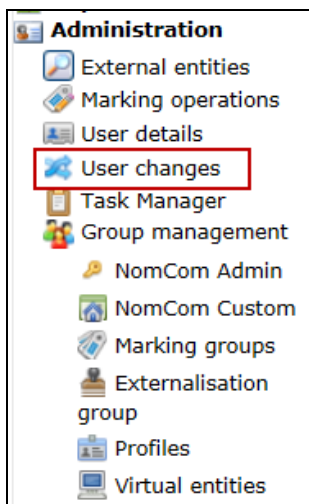 Administration
External entities
Marking operations
User details
User changes
Task Manager
Group management
NomCom Admin
NomCom Custom
Marking groups
Externalisation
group
Profiles
Virtual entities